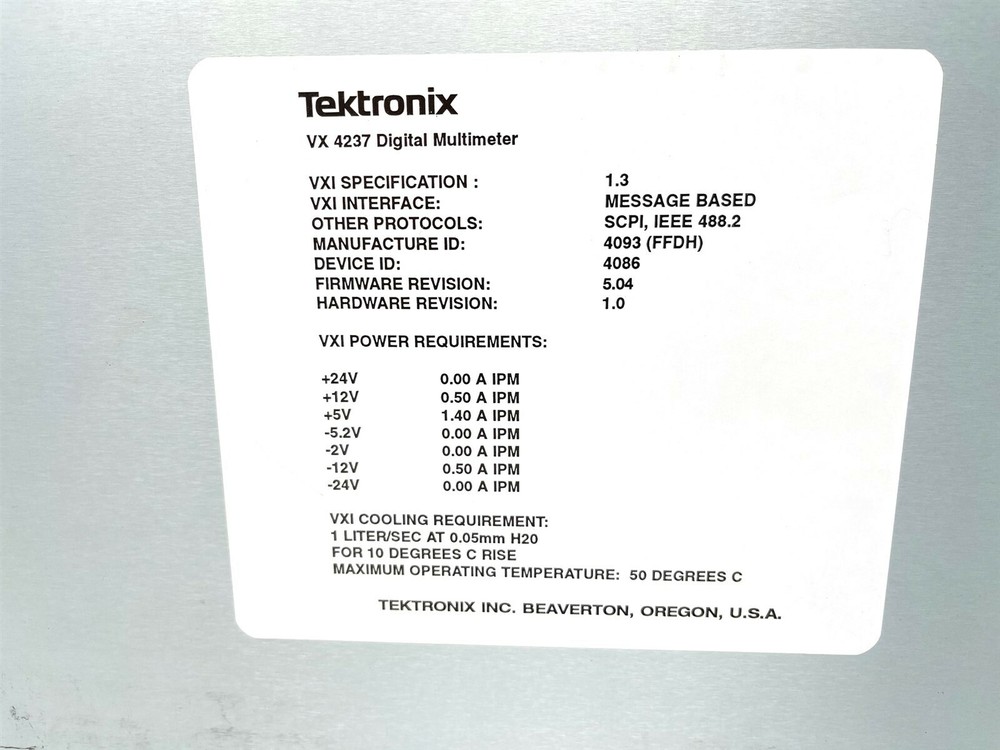 Tektronix
VX 4237 Digital Multimeter
VXI SPECIFICATION : 1.3
VXI INTERFACE: MESSAGE BASED
OTHER PROTOCOLS: SCPI, IEEE 488.2
MANUFACTURE ID: 4093 (FFDH)
DEVICE ID: 4086
FIRMWARE REVISION: 5.04
HARDWARE REVISION: 1.0
VXI POWER REQUIREMENTS:
+24V 0.00 A IPM
+12V 0.50 A IPM
+5V 1.40 A IPM
-5.2V 0.00 A IPM
-2V 0.00 A IPM
-12V 0.50 A IPM
-24V 0.00 A IPM
VXI COOLING REQUIREMENT:
1 LITER/SEC AT 0.05mm H20
FOR 10 DEGREES C RISE
MAXIMUM OPERATING TEMPERATURE: 50 DEGREES C
TEKTRONIX INC. BEAVERTON, OREGON, U.S.A.